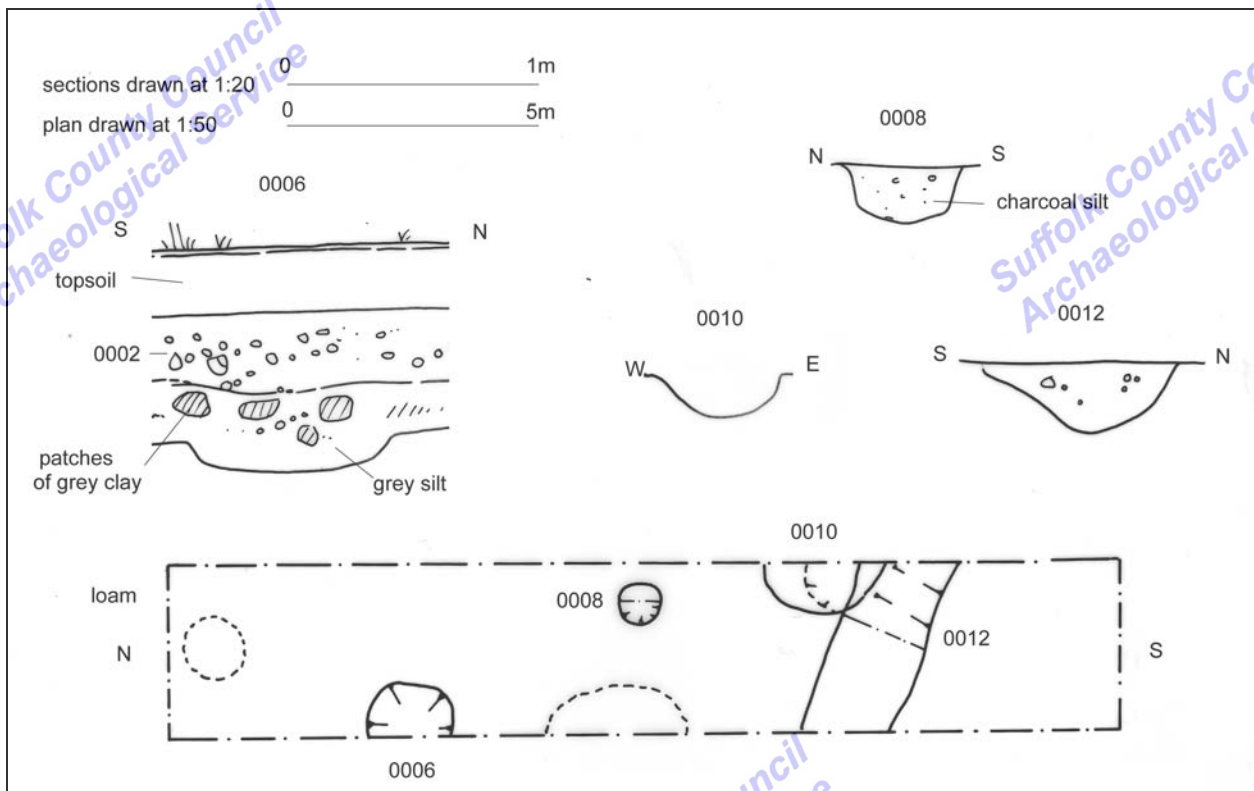 sections drawn at 1:20
0 1m
plan drawn at 1:50
0 5m
0006
S N
topsoil
0002
patches
of grey clay
grey silt
0008
N S
charcoal silt
0010
W E
0012
S N
loam
N
0008
0010
0012
S
0006
Suffolk County Council
Archaeological Service
Suffolk County Co
Archaeological S